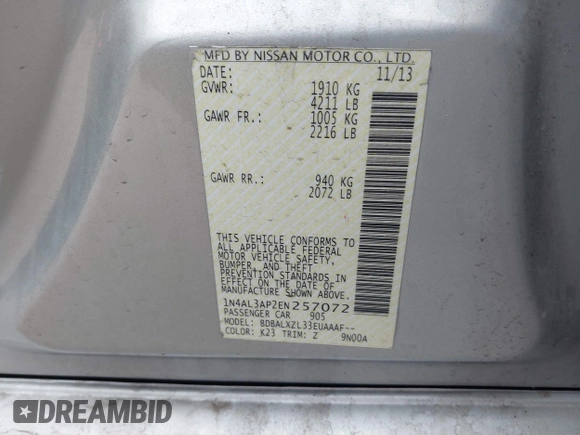 MFD BY NISSAN MOTOR CO., LTD.
DATE: 11/13
GVWR: 1910 KG
4211 LB
GAWR FR.: 1005 KG
2216 LB
GAWR RR.: 940 KG
2072 LB
THIS VEHICLE CONFORMS TO
ALL APPLICABLE FEDERAL
MOTOR VEHICLE SAFETY,
BUMPER, AND THEFT
PREVENTION STANDARDS IN
EFFECT ON THE DATE OF
MANUFACTURE SHOWN ABOVE.
1N4AL3AP2EN257072
PASSENGER CAR 905
MODEL: BDBALXZL33EUAAAF--
COLOR: K23 TRIM: Z 9N00A
DREAMBID